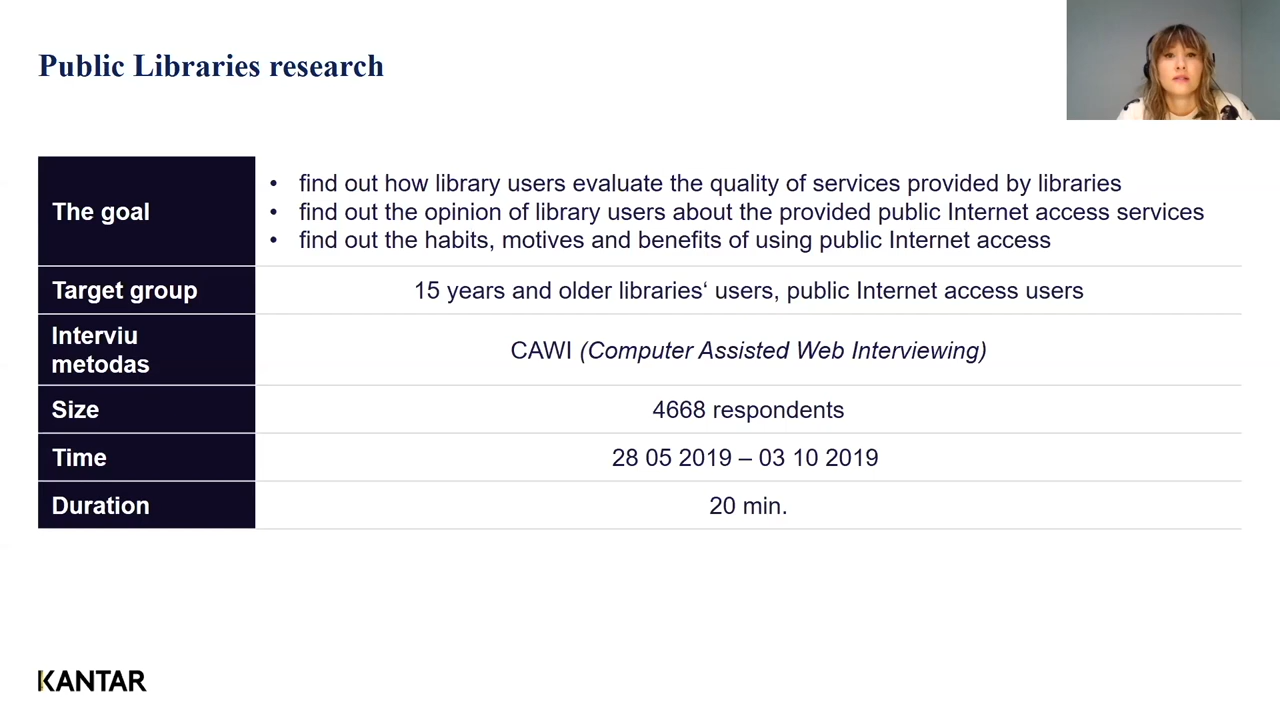 Public Libraries research
The goal
• find out how library users evaluate the quality of services provided by libraries
• find out the opinion of library users about the provided public Internet access services
• find out the habits, motives and benefits of using public Internet access
Target group
15 years and older libraries‘ users, public Internet access users
Interviu
metodas
CAWI (Computer Assisted Web Interviewing)
Size
4668 respondents
Time
28 05 2019 – 03 10 2019
Duration
20 min.
KANTAR